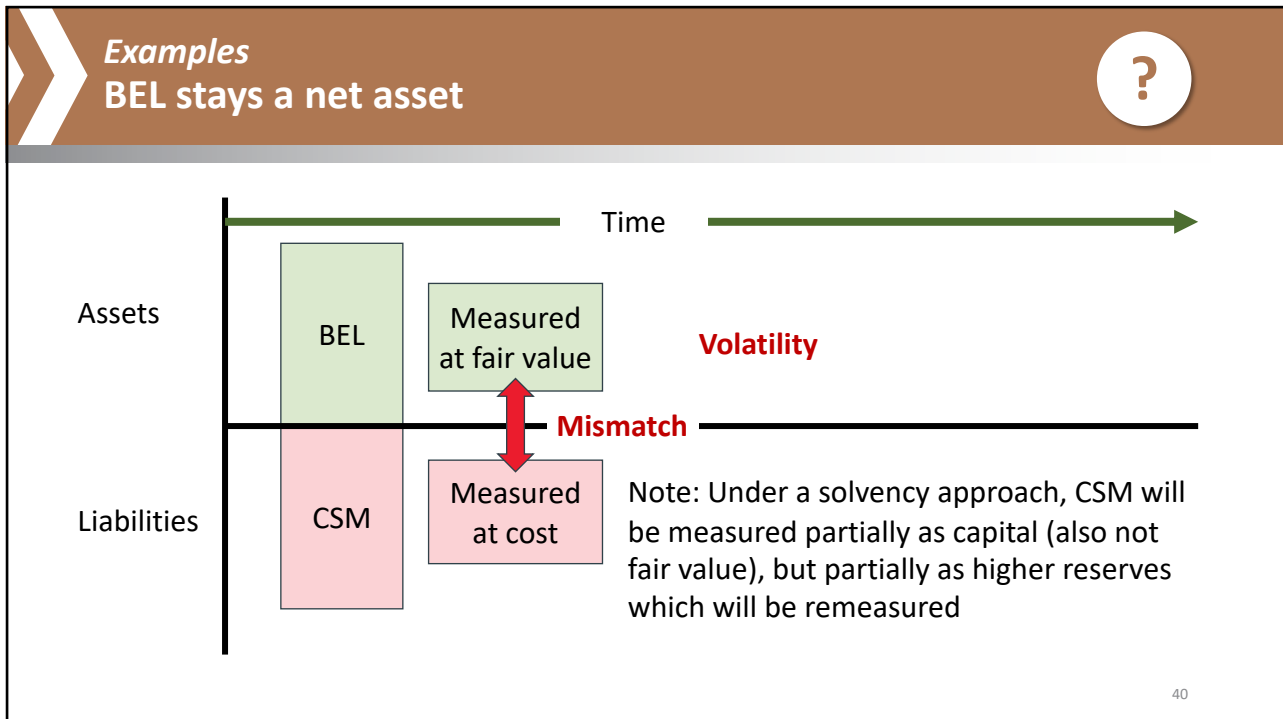 Examples
BEL stays a net asset
?
Time
Assets
BEL
Measured
at fair value
Volatility
Mismatch
Liabilities
CSM
Measured
at cost
Note: Under a solvency approach, CSM will
be measured partially as capital (also not
fair value), but partially as higher reserves
which will be remeasured
40